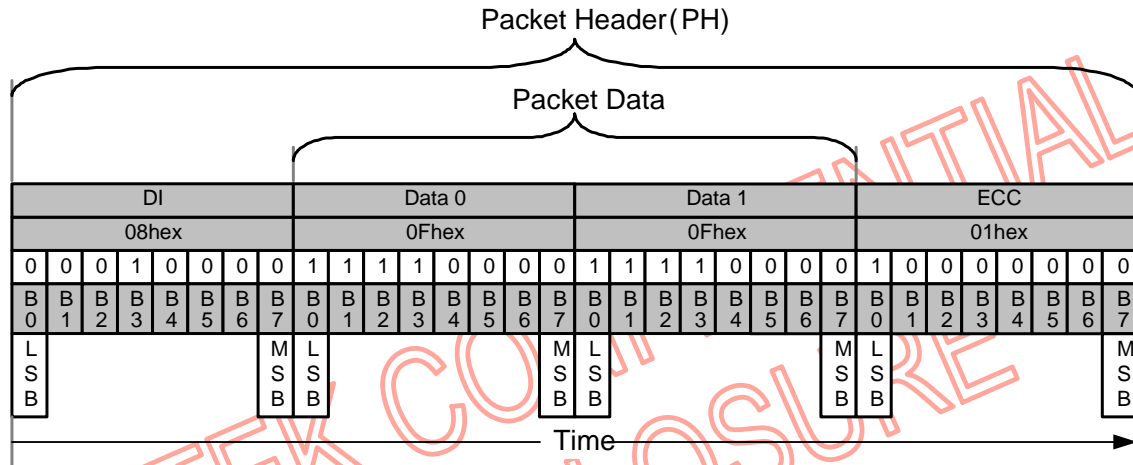 Packet Header(PH)
Packet Data
DI Data 0 Data 1 ECC
08hex 0Fhex 0Fhex 01hex
0 0 0 1 0 0 0 0 1 1 1 1 0 0 0 0 1 1 1 1 0 0 0 0 1 0 0 0 0 0 0 0
B0 B1 B2 B3 B4 B5 B6 B7 B0 B1 B2 B3 B4 B5 B6 B7 B0 B1 B2 B3 B4 B5 B6 B7 B0 B1 B2 B3 B4 B5 B6 B7
LSB MSB LSB MSB LSB MSB LSB MSB
Time